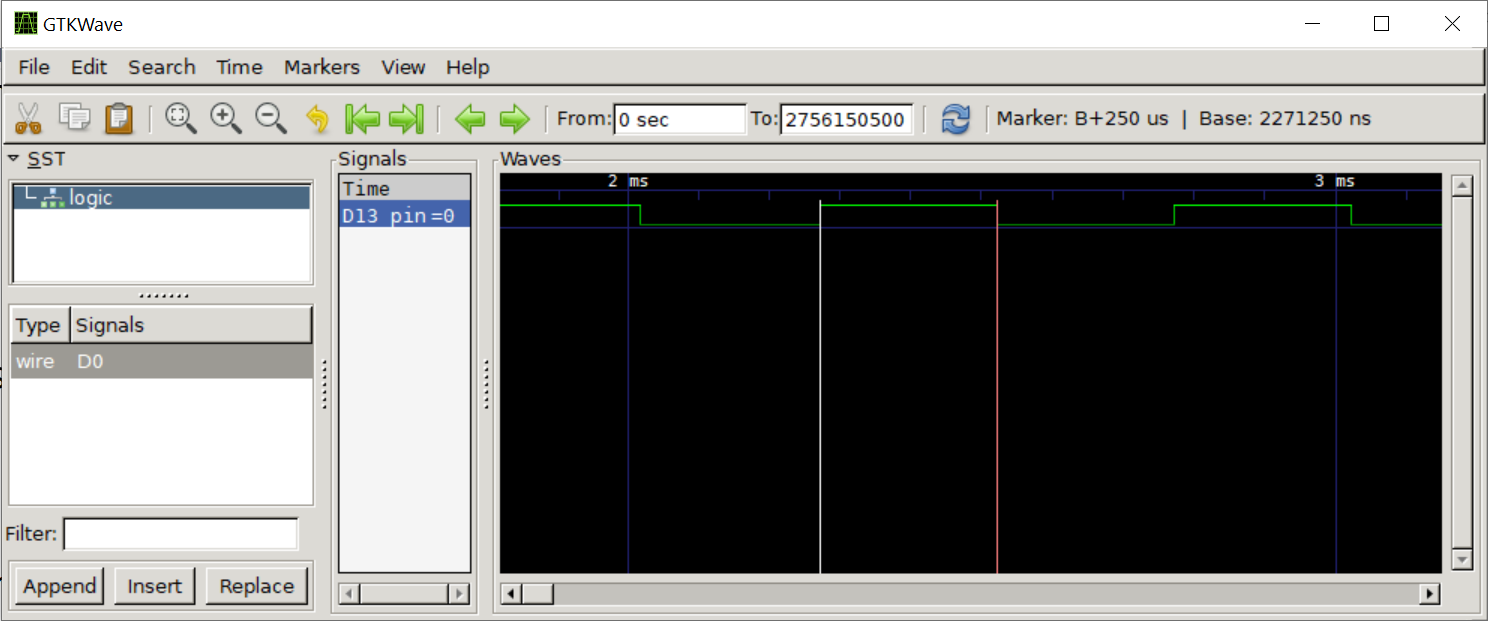 GTKWave
File Edit Search Time Markers View Help
From: 0 sec To: 2756150500 Marker: B+250 us | Base: 2271250 ns
SST
logic
Type Signals
wire D0
Filter:
Append Insert Replace
Signals
Time
D13 pin=0
Waves
2 ms 3 ms